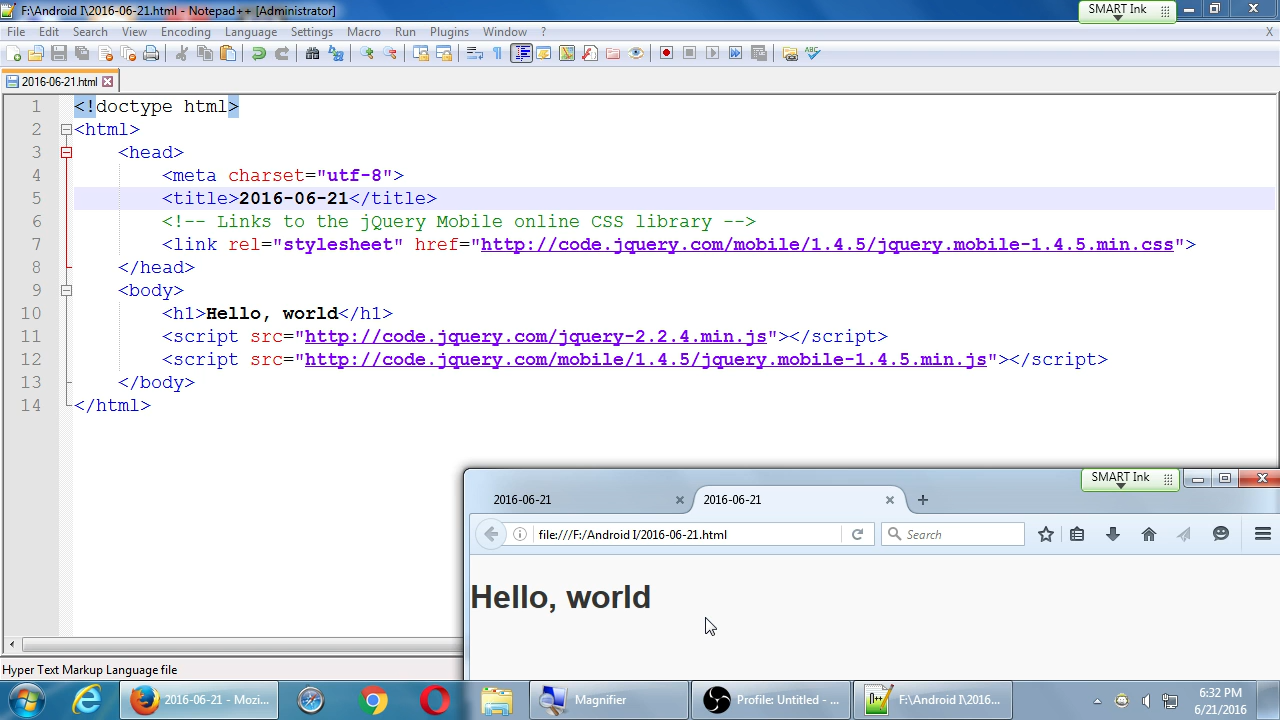 F:\Android I\2016-06-21.html - Notepad++ [Administrator]
SMART Ink
File Edit Search View Encoding Language Settings Macro Run Plugins Window ? X
2016-06-21.html
1 <!doctype html>
2 <html>
3 <head>
4 <meta charset="utf-8">
5 <title>2016-06-21</title>
6 <!-- Links to the jQuery Mobile online CSS library -->
7 <link rel="stylesheet" href="http://code.jquery.com/mobile/1.4.5/jquery.mobile-1.4.5.min.css">
8 </head>
9 <body>
10 <h1>Hello, world</h1>
11 <script src="http://code.jquery.com/jquery-2.2.4.min.js"></script>
12 <script src="http://code.jquery.com/mobile/1.4.5/jquery.mobile-1.4.5.min.js"></script>
13 </body>
14 </html>
SMART Ink
2016-06-21 2016-06-21
file:///F:/Android I/2016-06-21.html Search
Hello, world
Hyper Text Markup Language file
2016-06-21 - Mozi... Magnifier Profile: Untitled - ... F:\Android I\2016... 6:32 PM
6/21/2016